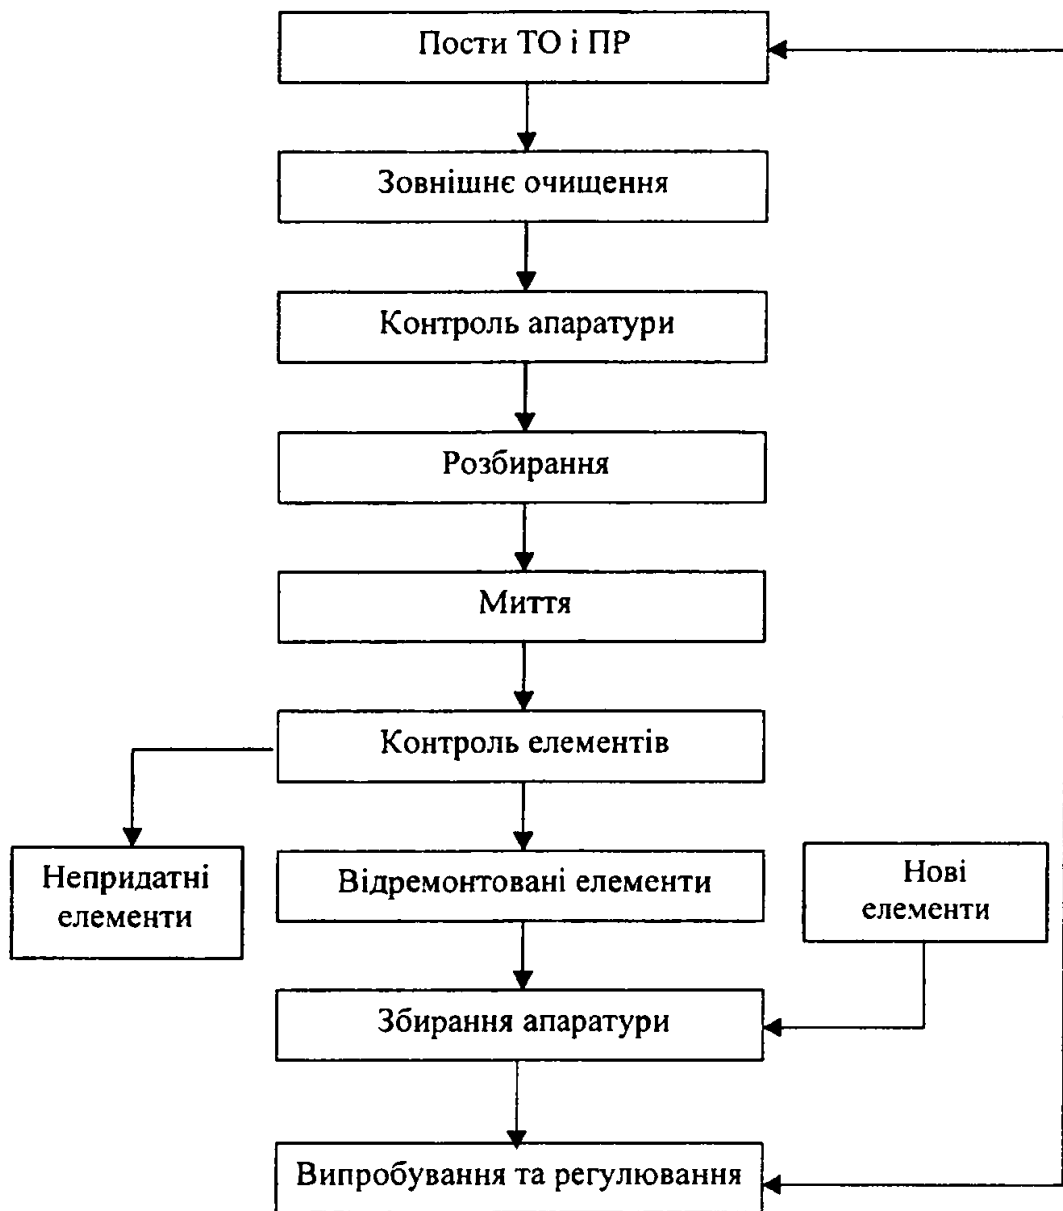 Пости ТО і ПР
Зовнішнє очищення
Контроль апаратури
Розбирання
Миття
Контроль елементів
Непридатні
елементи
Відремонтовані елементи
Нові
елементи
Збирання апаратури
Випробування та регулювання